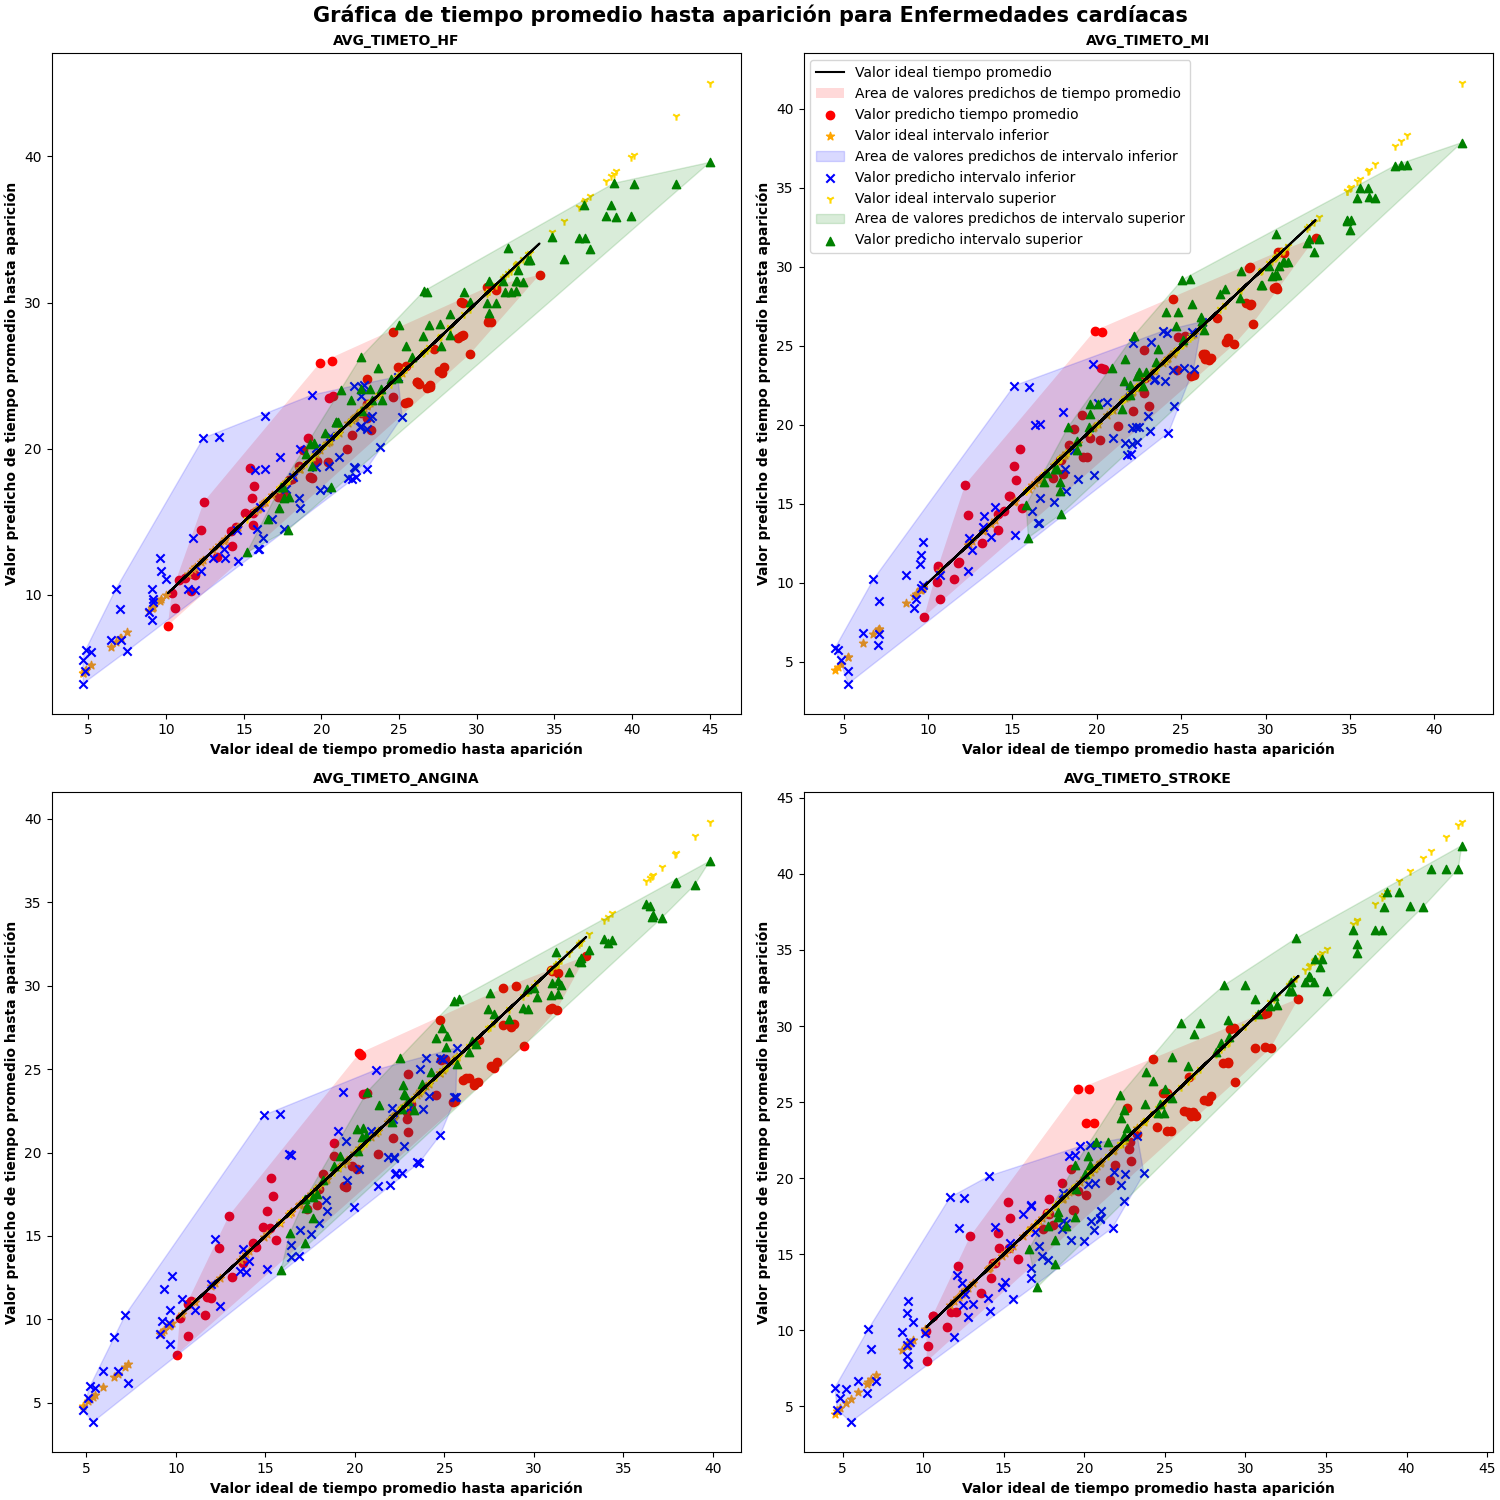 Gráfica de tiempo promedio hasta aparición para Enfermedades cardíacas
AVG_TIMETO_HF
Valor predicho de tiempo promedio hasta aparición
40
30
20
10
5 10 15 20 25 30 35 40 45
Valor ideal de tiempo promedio hasta aparición
AVG_TIMETO_MI
Valor ideal tiempo promedio
Area de valores predichos de tiempo promedio
Valor predicho tiempo promedio
Valor ideal intervalo inferior
Area de valores predichos de intervalo inferior
Valor predicho intervalo inferior
Valor ideal intervalo superior
Area de valores predichos de intervalo superior
Valor predicho intervalo superior
Valor predicho de tiempo promedio hasta aparición
40
35
30
25
20
15
10
5
5 10 15 20 25 30 35 40
Valor ideal de tiempo promedio hasta aparición
AVG_TIMETO_ANGINA
Valor predicho de tiempo promedio hasta aparición
40
35
30
25
20
15
10
5
5 10 15 20 25 30 35 40
Valor ideal de tiempo promedio hasta aparición
AVG_TIMETO_STROKE
Valor predicho de tiempo promedio hasta aparición
45
40
35
30
25
20
15
10
5
5 10 15 20 25 30 35 40 45
Valor ideal de tiempo promedio hasta aparición